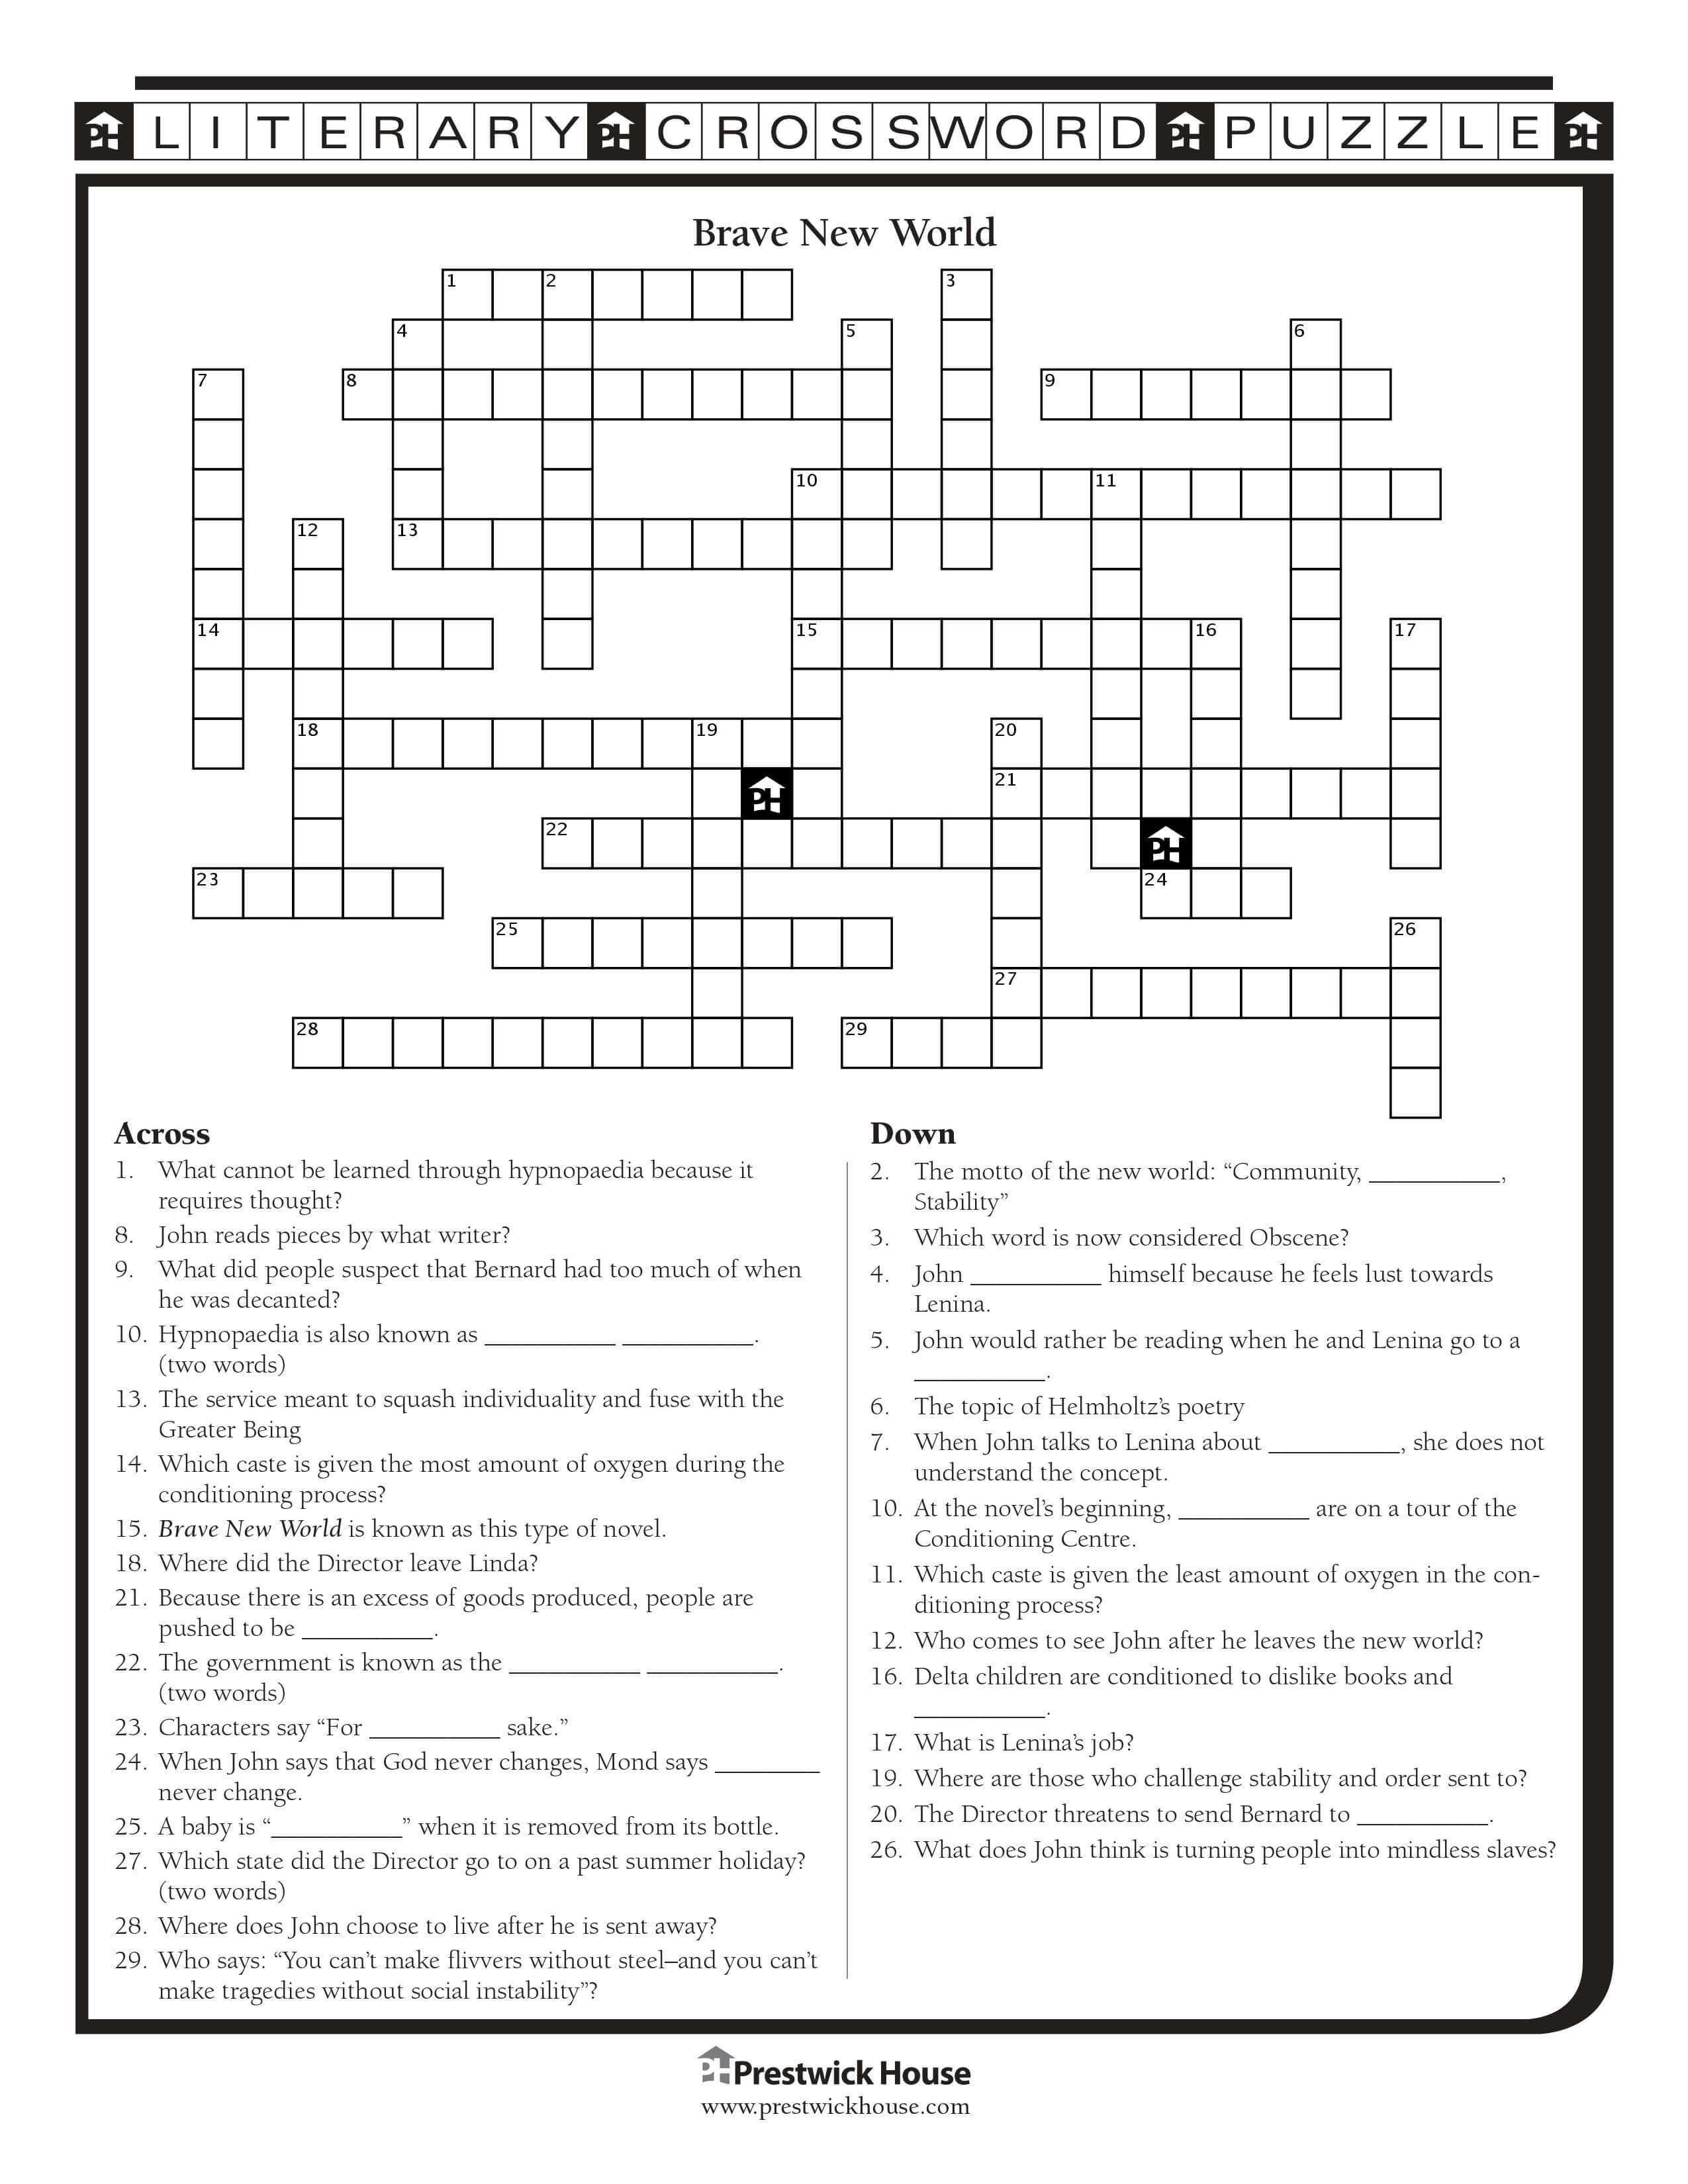 PH LITERARY PH CROSSWORD PH PUZZLE PH
Brave New World
1 2 3
4 5 6
7 8 9
10 11
12 13
14 15 16 17
18 19 20
PH 21
22 PH
23 24
25 26
27
28 29
Across
1. What cannot be learned through hypnopaedia because it
requires thought?
8. John reads pieces by what writer?
9. What did people suspect that Bernard had too much of when
he was decanted?
10. Hypnopaedia is also known as __________ __________.
(two words)
13. The service meant to squash individuality and fuse with the
Greater Being
14. Which caste is given the most amount of oxygen during the
conditioning process?
15. Brave New World is known as this type of novel.
18. Where did the Director leave Linda?
21. Because there is an excess of goods produced, people are
pushed to be __________.
22. The government is known as the __________ __________.
(two words)
23. Characters say “For __________ sake.”
24. When John says that God never changes, Mond says ________
never change.
25. A baby is “__________” when it is removed from its bottle.
27. Which state did the Director go to on a past summer holiday?
(two words)
28. Where does John choose to live after he is sent away?
29. Who says: “You can’t make flivvers without steel–and you can’t
make tragedies without social instability”?
Down
2. The motto of the new world: “Community, __________,
Stability”
3. Which word is now considered Obscene?
4. John __________ himself because he feels lust towards
Lenina.
5. John would rather be reading when he and Lenina go to a
__________.
6. The topic of Helmholtz’s poetry
7. When John talks to Lenina about __________, she does not
understand the concept.
10. At the novel’s beginning, __________ are on a tour of the
Conditioning Centre.
11. Which caste is given the least amount of oxygen in the con-
ditioning process?
12. Who comes to see John after he leaves the new world?
16. Delta children are conditioned to dislike books and
__________.
17. What is Lenina’s job?
19. Where are those who challenge stability and order sent to?
20. The Director threatens to send Bernard to __________.
26. What does John think is turning people into mindless slaves?
PH Prestwick House
www.prestwickhouse.com